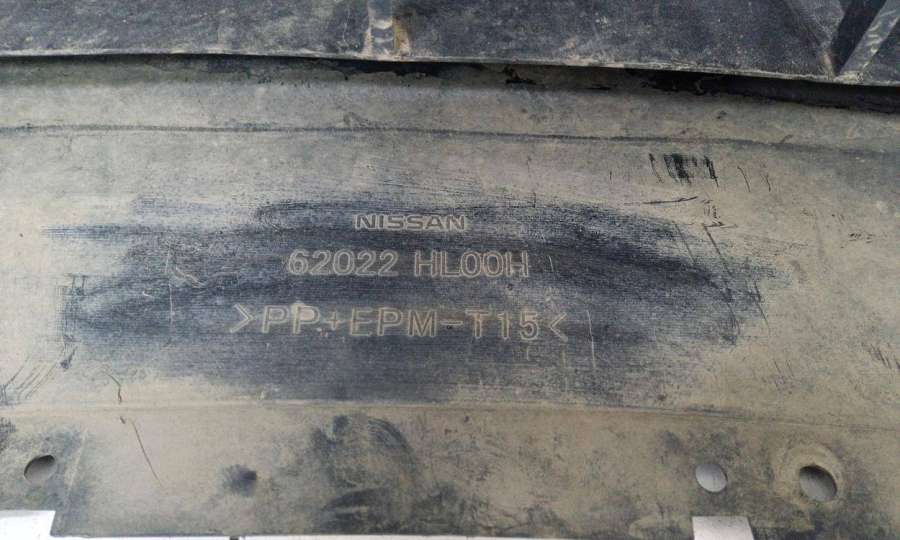 NISSAN
62022 HL00H
>PP+EPM-T15<